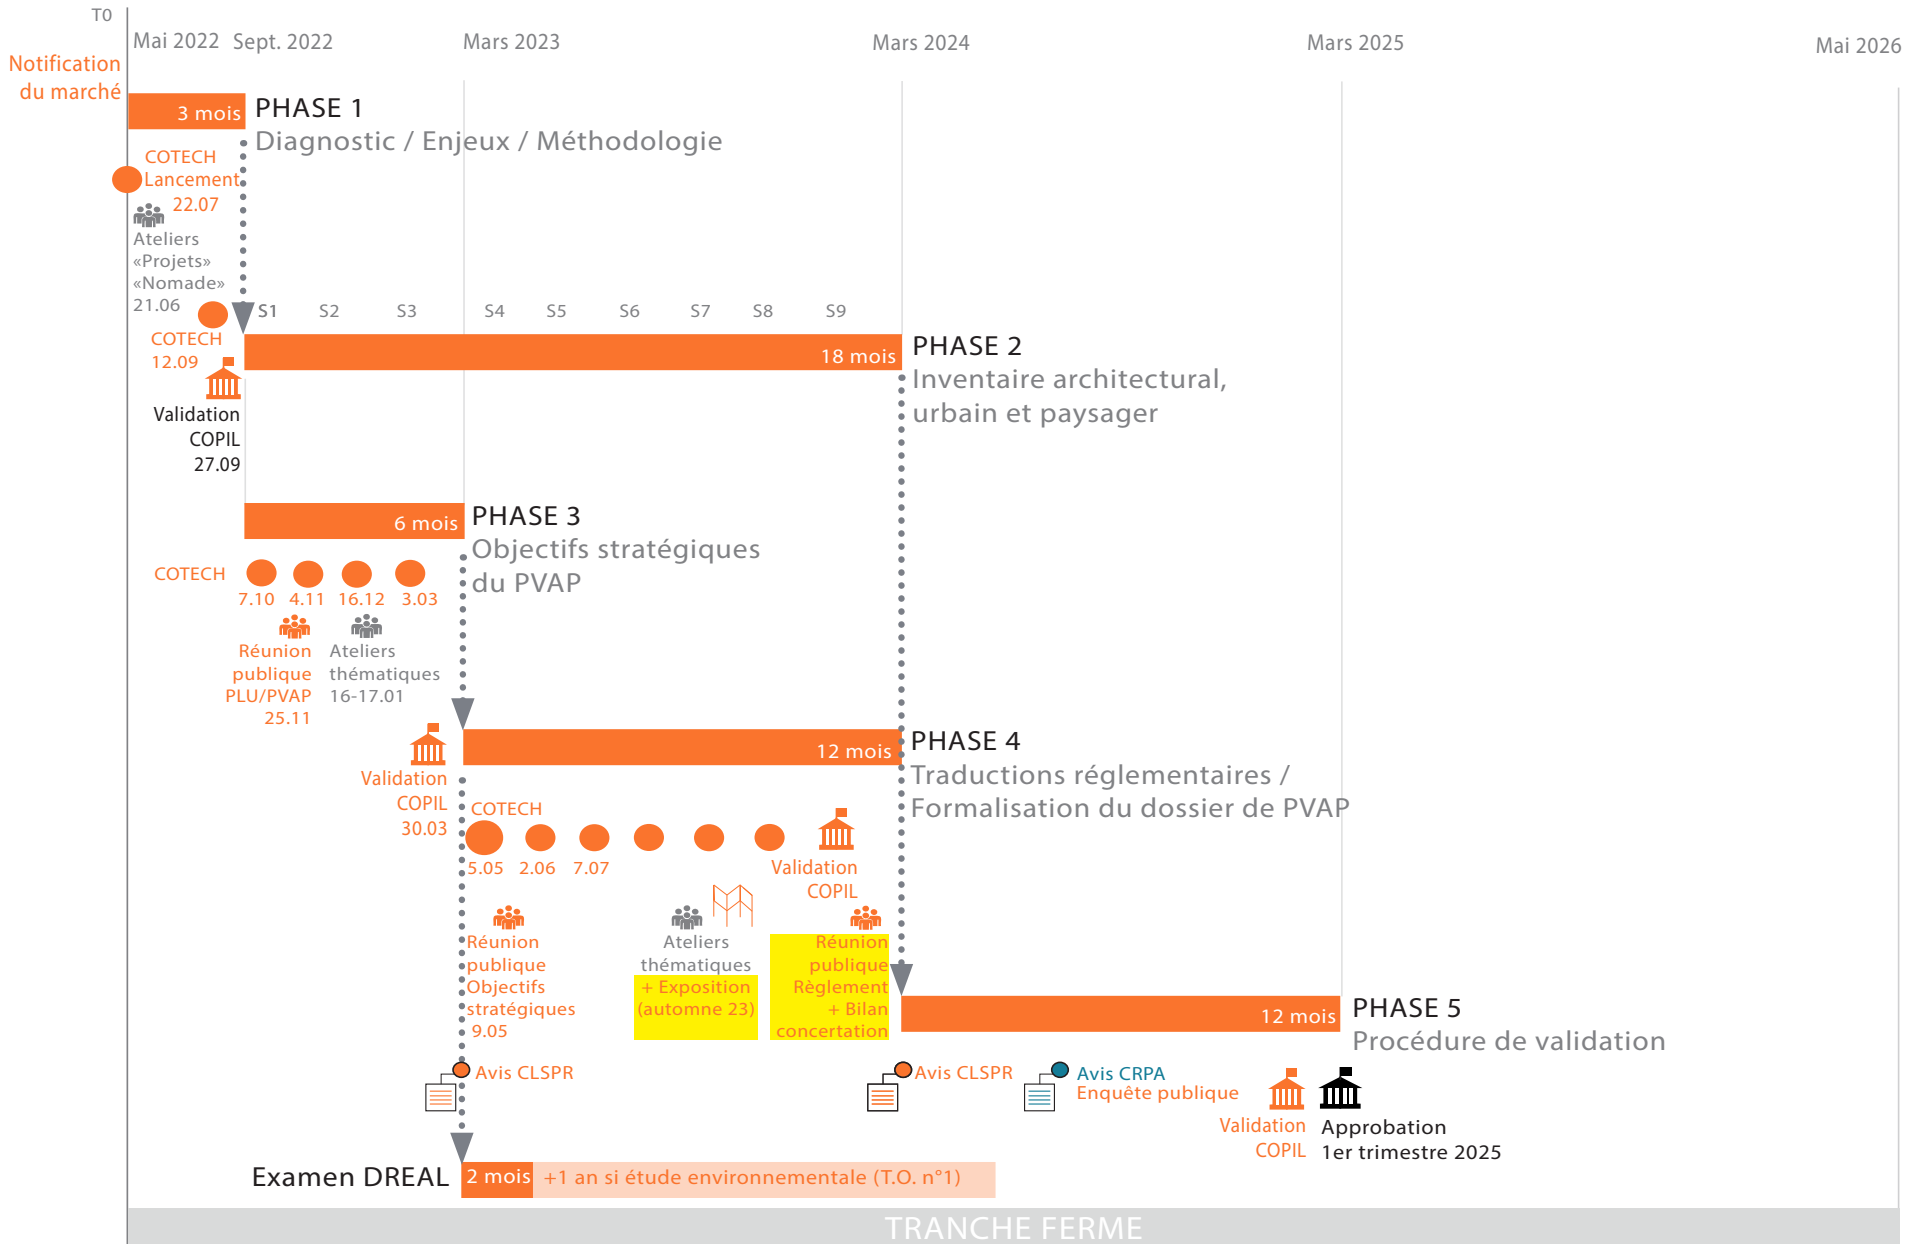 T0
Mai 2022
Sept. 2022
Mars 2023
Mars 2024
Mars 2025
Mai 2026
Notification
du marché
3 mois
PHASE 1
Diagnostic / Enjeux / Méthodologie
COTECH
Lancement
22.07
Ateliers
«Projets»
«Nomade»
21.06
S1
S2
S3
S4
S5
S6
S7
S8
S9
COTECH
12.09
18 mois
PHASE 2
Inventaire architectural,
urbain et paysager
Validation
COPIL
27.09
6 mois
PHASE 3
Objectifs stratégiques
du PVAP
COTECH
7.10
4.11
16.12
3.03
Réunion
publique
PLU/PVAP
25.11
Ateliers
thématiques
16-17.01
12 mois
PHASE 4
Traductions réglementaires /
Formalisation du dossier de PVAP
Validation
COPIL
30.03
COTECH
5.05
2.06
7.07
Validation
COPIL
Réunion
publique
Objectifs
stratégiques
9.05
Ateliers
thématiques
+ Exposition
(automne 23)
Réunion
publique
Règlement
+ Bilan
concertation
12 mois
PHASE 5
Procédure de validation
Avis CLSPR
Avis CLSPR
Avis CRPA
Enquête publique
Validation
COPIL
Approbation
1er trimestre 2025
Examen DREAL
2 mois
+1 an si étude environnementale (T.O. n°1)
TRANCHE FERME